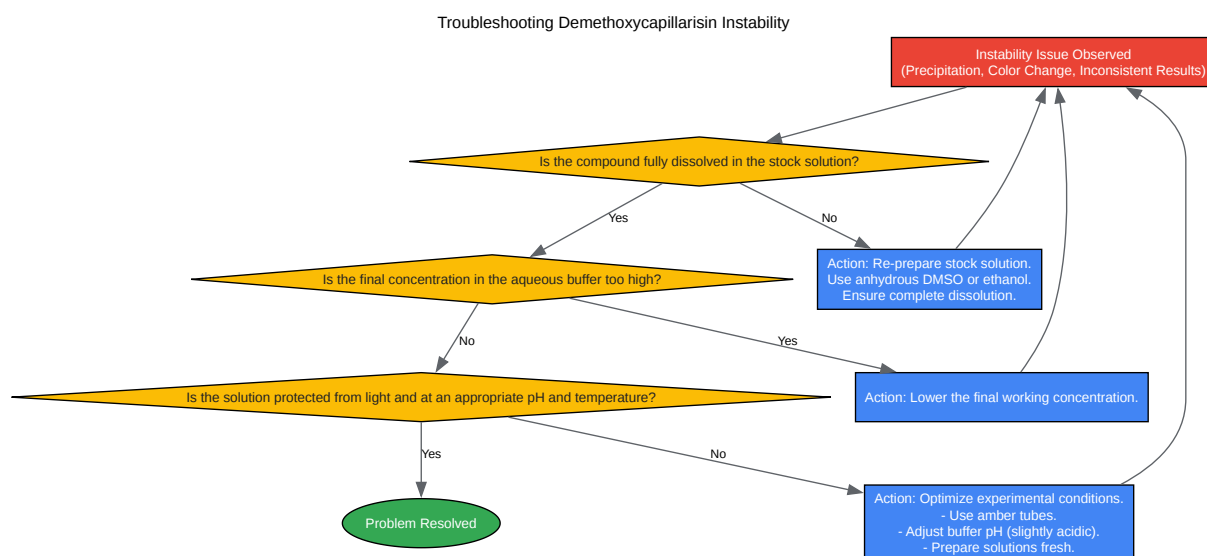 Troubleshooting Demethoxycapillarisin Instability
Instability Issue Observed
(Precipitation, Color Change, Inconsistent Results)
Is the compound fully dissolved in the stock solution?
Yes
No
Is the final concentration in the aqueous buffer too high?
Action: Re-prepare stock solution.
Use anhydrous DMSO or ethanol.
Ensure complete dissolution.
No
Yes
Is the solution protected from light and at an appropriate pH and temperature?
Action: Lower the final working concentration.
Yes
No
Problem Resolved
Action: Optimize experimental conditions.
- Use amber tubes.
- Adjust buffer pH (slightly acidic).
- Prepare solutions fresh.